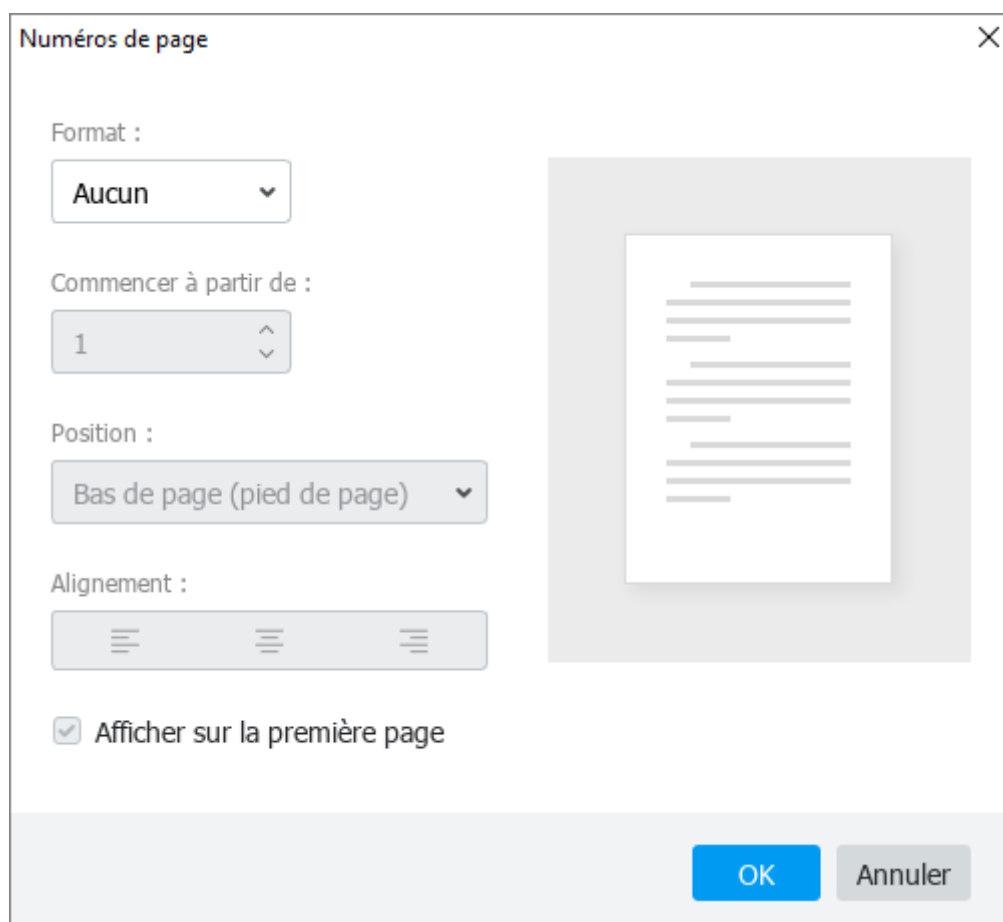 Numéros de page
Format :
Aucun
Commencer à partir de :
1
Position :
Bas de page (pied de page)
Alignement :
Afficher sur la première page
OK
Annuler